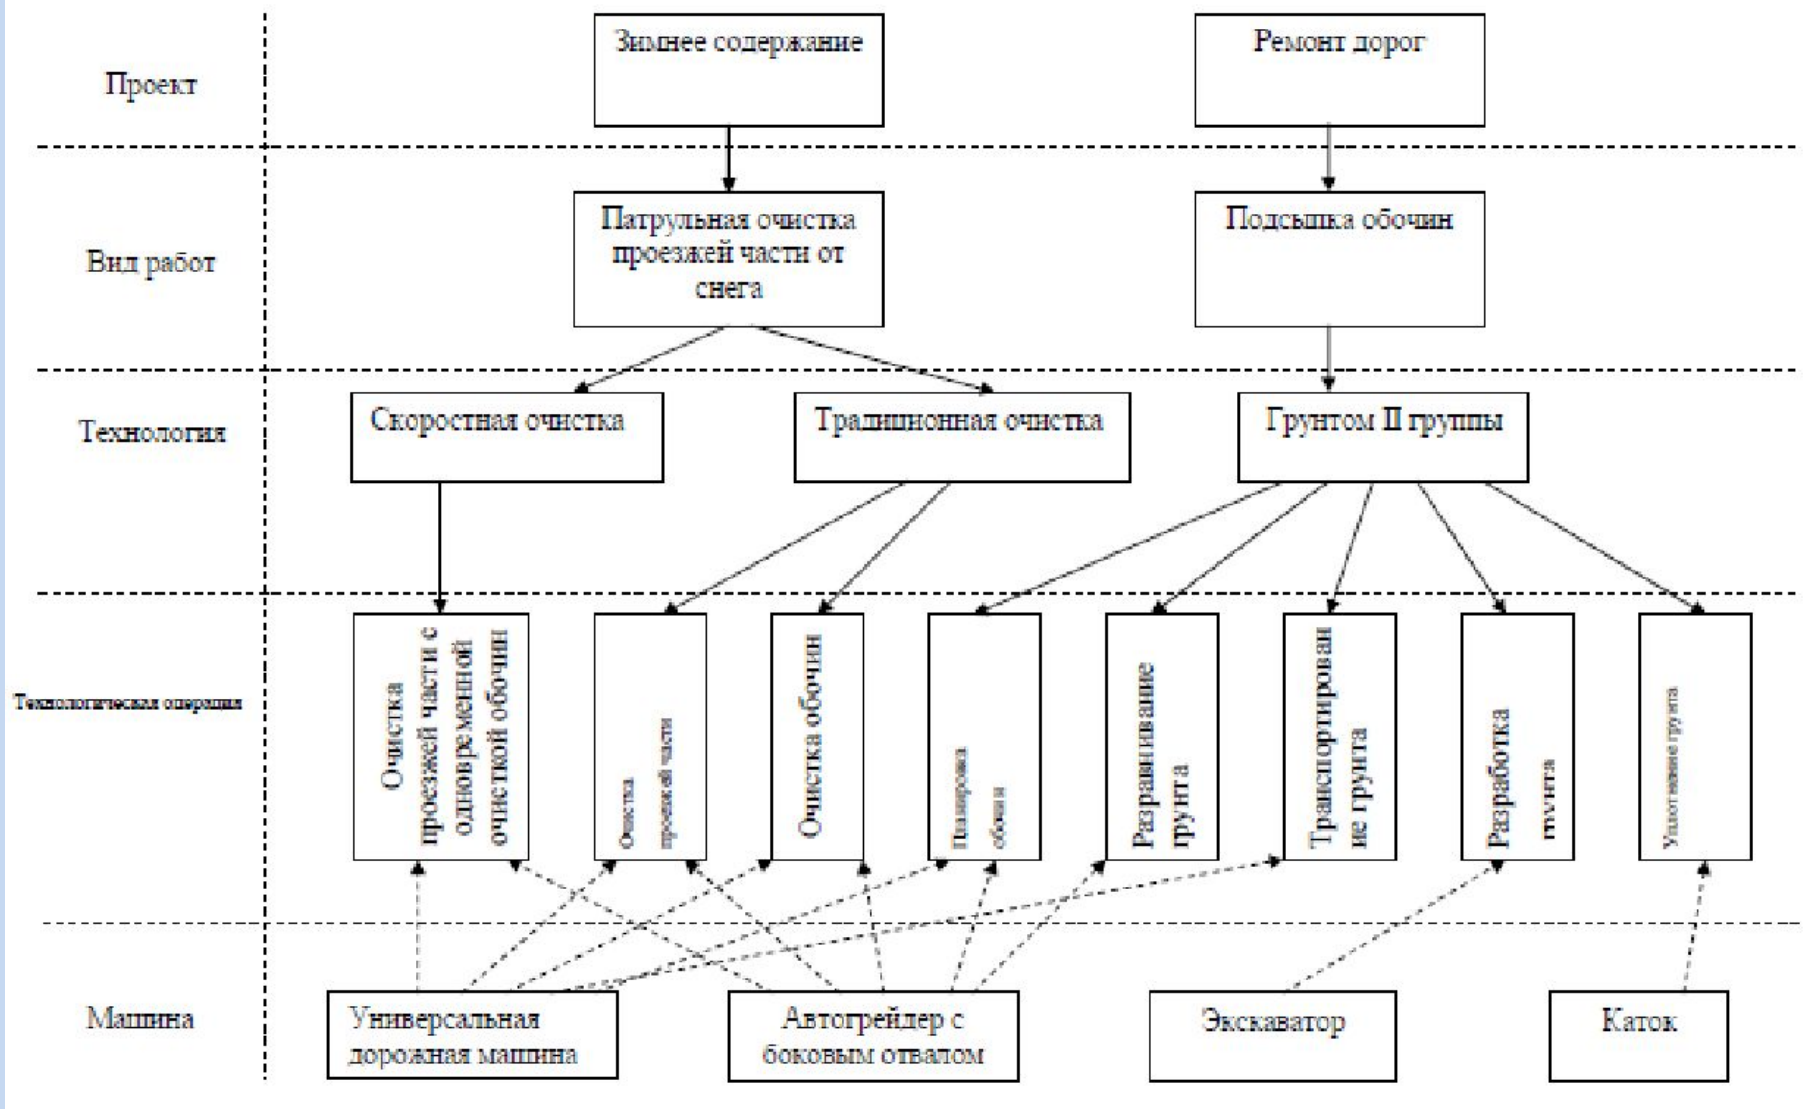 Проект
Зимнее содержание
Ремонт дорог
Вид работ
Патрульная очистка
проезжей части от
снега
Подсыпка обочин
Технология
Скоростная очистка
Традиционная очистка
Грунтом II группы
Технологическая операция
Очистка
проезжей части с
одновременной
очисткой обочин
Очистка
проезжей части
Очистка обочин
Планировка
обочин
Разравнивание
грунта
Транспортирован
ие грунта
Разработка
грунта
Уплотнение грунта
Машина
Универсальная
дорожная машина
Автогрейдер с
боковым отвалом
Экскаватор
Каток